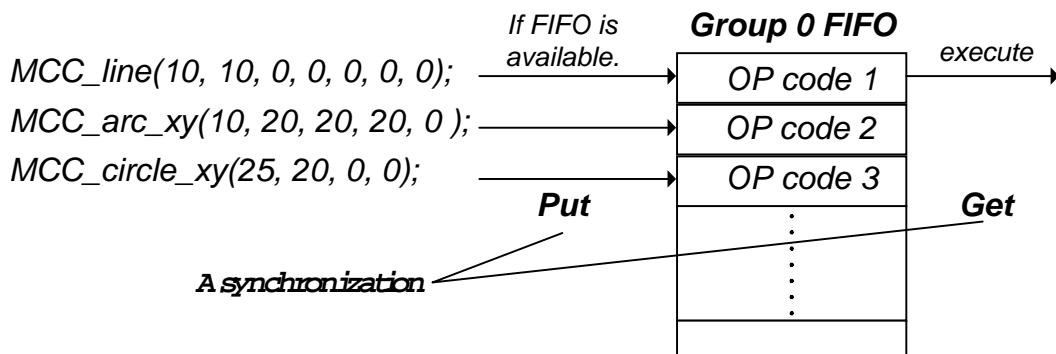 If FIFO is
available.
Group 0 FIFO
execute
MCC_line(10, 10, 0, 0, 0, 0, 0);
OP code 1
MCC_arc_xy(10, 20, 20, 20, 0 );
OP code 2
MCC_circle_xy(25, 20, 0, 0);
OP code 3
Put
Get
A synchronization